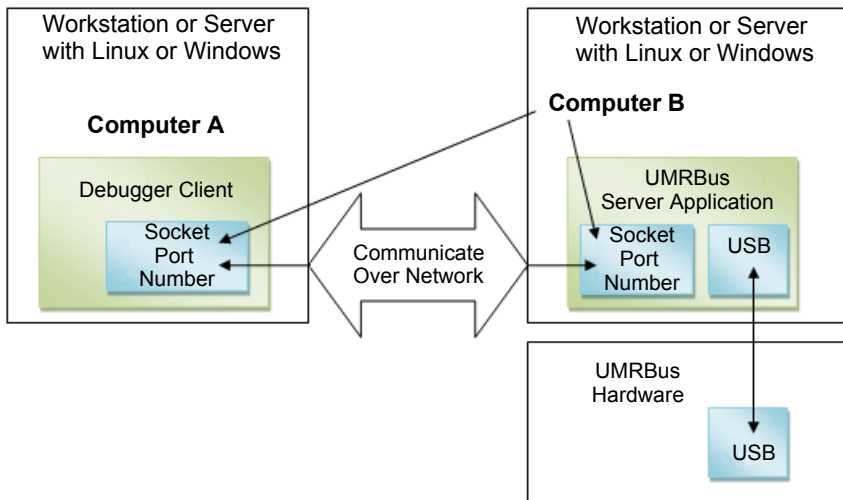 Workstation or Server
with Linux or Windows
Computer A
Debugger Client
Socket
Port
Number
Communicate
Over Network
Workstation or Server
with Linux or Windows
Computer B
UMRBus
Server Application
Socket
Port
Number
USB
UMRBus
Hardware
USB